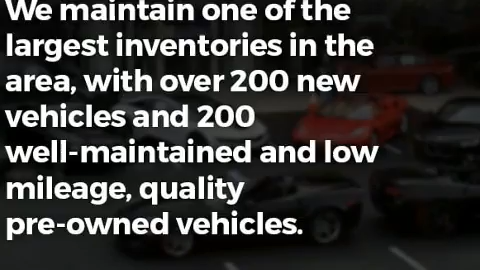 We maintain one of the
largest inventories in the
area, with over 200 new
vehicles and 200
well-maintained and low
mileage, quality
pre-owned vehicles.